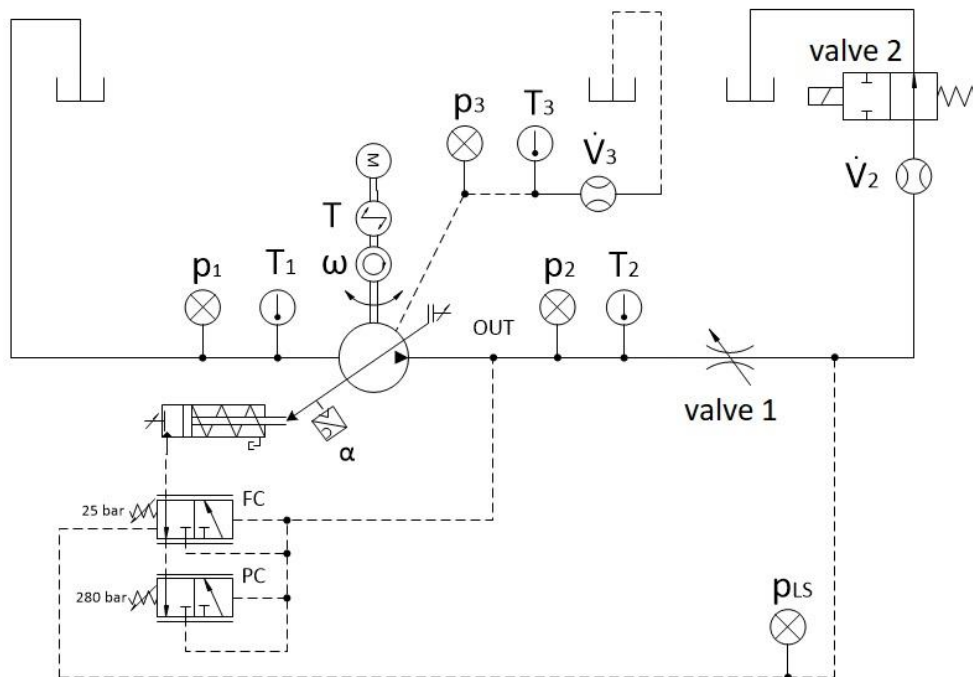 valve 2
p3
T3
V̇3
V̇2
M
T
ω
p1
T1
p2
T2
OUT
valve 1
α
25 bar
FC
280 bar
PC
pLS